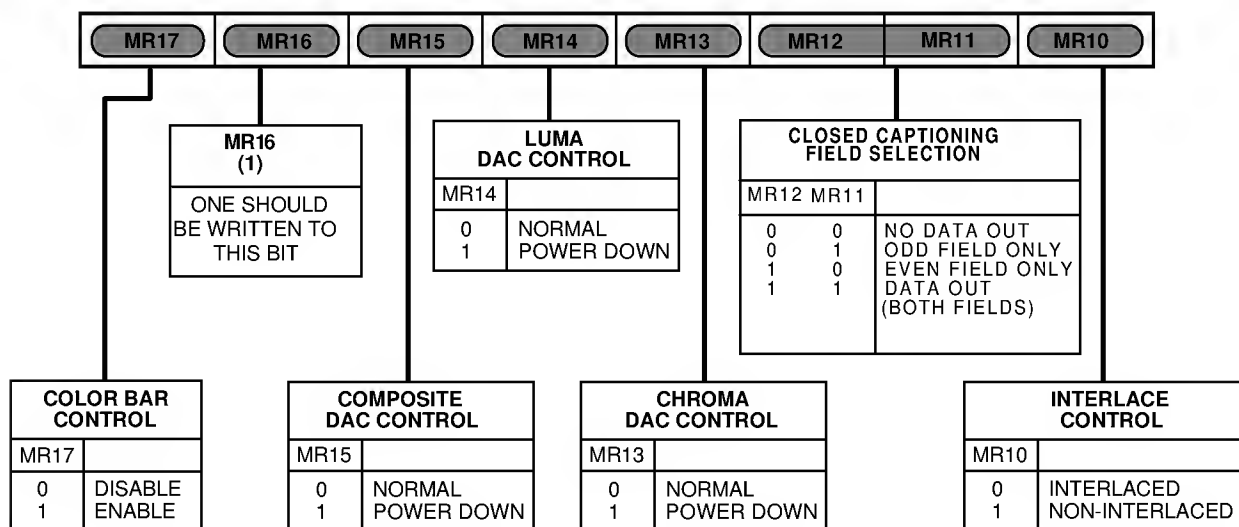 MR17 MR16 MR15 MR14 MR13 MR12 MR11 MR10
MR16
(1)
ONE SHOULD
BE WRITTEN TO
THIS BIT
LUMA
DAC CONTROL
MR14
0 NORMAL
1 POWER DOWN
CLOSED CAPTIONING
FIELD SELECTION
MR12 MR11
0 0 NO DATA OUT
0 1 ODD FIELD ONLY
1 0 EVEN FIELD ONLY
1 1 DATA OUT
(BOTH FIELDS)
COLOR BAR
CONTROL
MR17
0 DISABLE
1 ENABLE
COMPOSITE
DAC CONTROL
MR15
0 NORMAL
1 POWER DOWN
CHROMA
DAC CONTROL
MR13
0 NORMAL
1 POWER DOWN
INTERLACE
CONTROL
MR10
0 INTERLACED
1 NON-INTERLACED